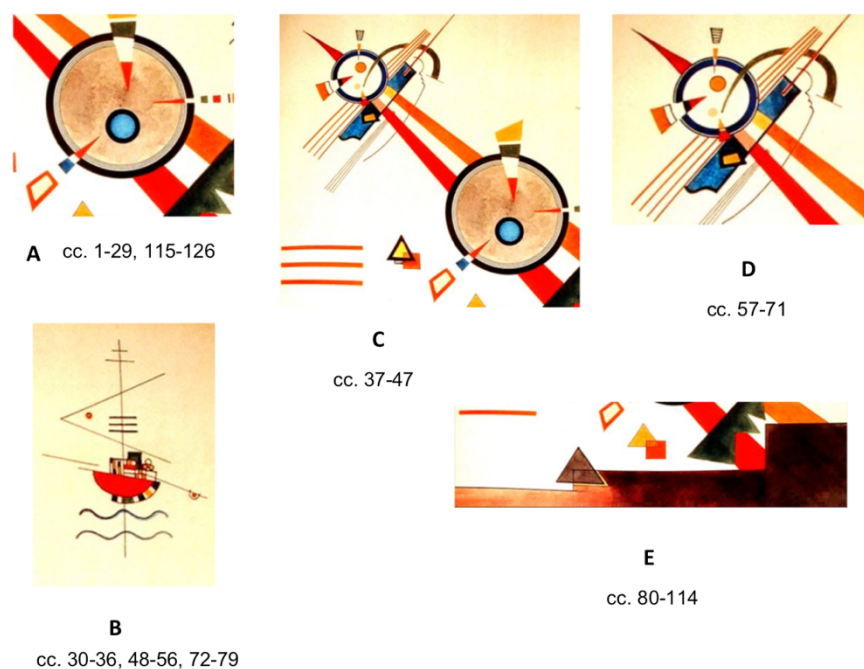 A cc. 1-29, 115-126
B
cc. 30-36, 48-56, 72-79
C
cc. 37-47
D
cc. 57-71
E
cc. 80-114